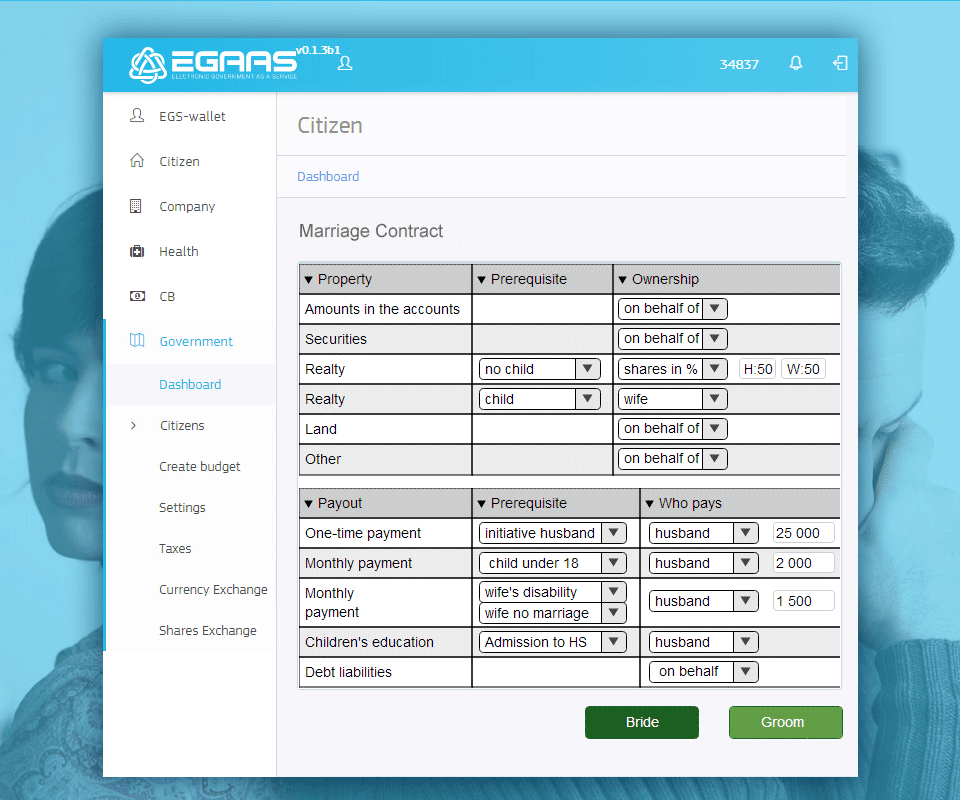 EGAAS v0.1.3b1
ELECTRONIC GOVERNMENT AS A SERVICE
34837
EGS-wallet
Citizen
Company
Health
CB
Government
Dashboard
Citizens
Create budget
Settings
Taxes
Currency Exchange
Shares Exchange
Citizen
Dashboard
Marriage Contract
▼ Property ▼ Prerequisite ▼ Ownership
Amounts in the accounts on behalf of ▼
Securities on behalf of ▼
Realty no child ▼ shares in % ▼ H:50 W:50
Realty child ▼ wife ▼
Land on behalf of ▼
Other on behalf of ▼
▼ Payout ▼ Prerequisite ▼ Who pays
One-time payment initiative husband ▼ husband ▼ 25 000
Monthly payment child under 18 ▼ husband ▼ 2 000
Monthly wife's disability ▼
payment wife no marriage ▼ husband ▼ 1 500
Children's education Admission to HS ▼ husband ▼
Debt liabilities on behalf ▼
Bride Groom